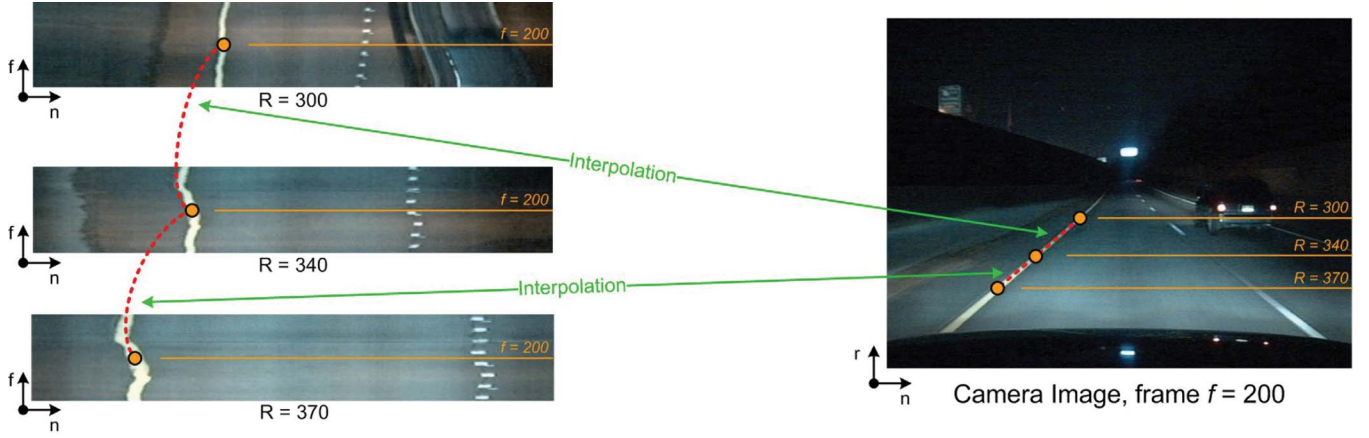 f = 200
f
n
R = 300
f = 200
f
n
R = 340
f = 200
f
n
R = 370
Interpolation
Interpolation
R = 300
R = 340
R = 370
r
n
Camera Image, frame f = 200